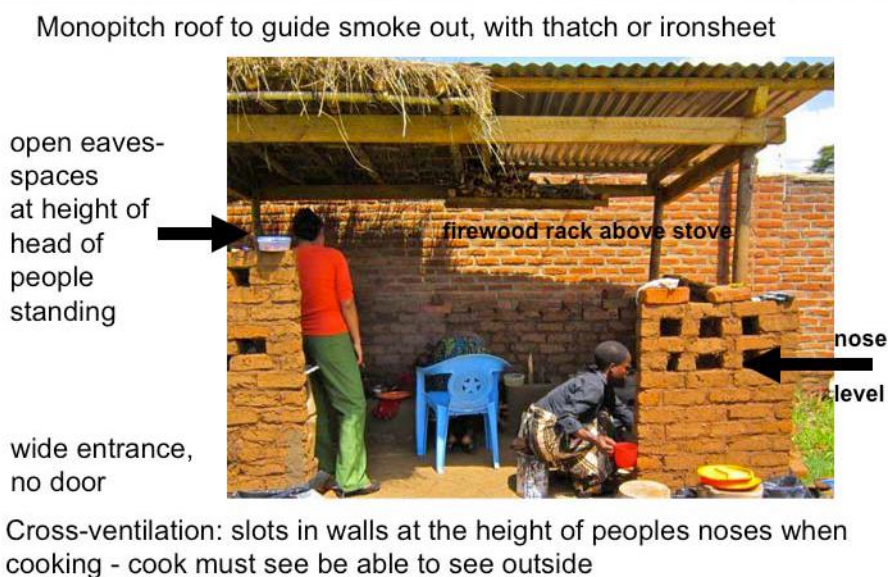 Monopitch roof to guide smoke out, with thatch or ironsheet
open eaves-
spaces
at height of
head of
people
standing
firewood rack above stove
nose
level
wide entrance,
no door
Cross-ventilation: slots in walls at the height of peoples noses when
cooking - cook must see be able to see outside